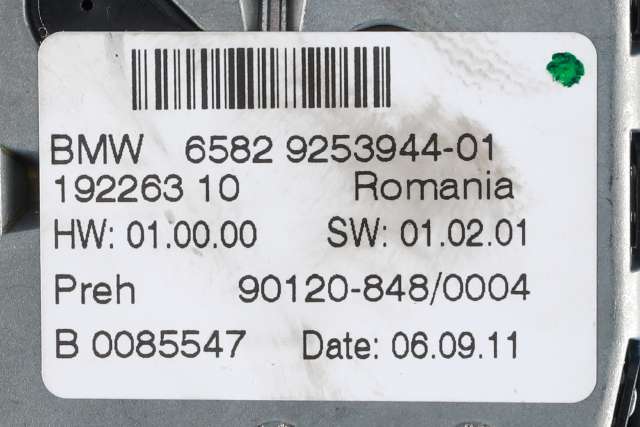 BMW 6582 9253944-01
192263 10 Romania
HW: 01.00.00 SW: 01.02.01
Preh 90120-848/0004
B 0085547 Date: 06.09.11